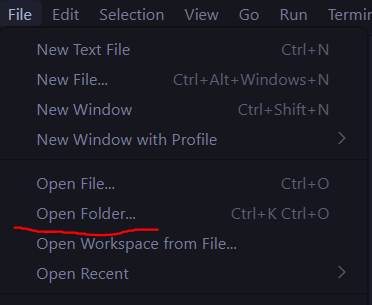 File Edit Selection View Go Run
New Text File Ctrl+N
New File... Ctrl+Alt+Windows+N
New Window Ctrl+Shift+N
New Window with Profile
Open File... Ctrl+O
Open Folder... Ctrl+K Ctrl+O
Open Workspace from File...
Open Recent